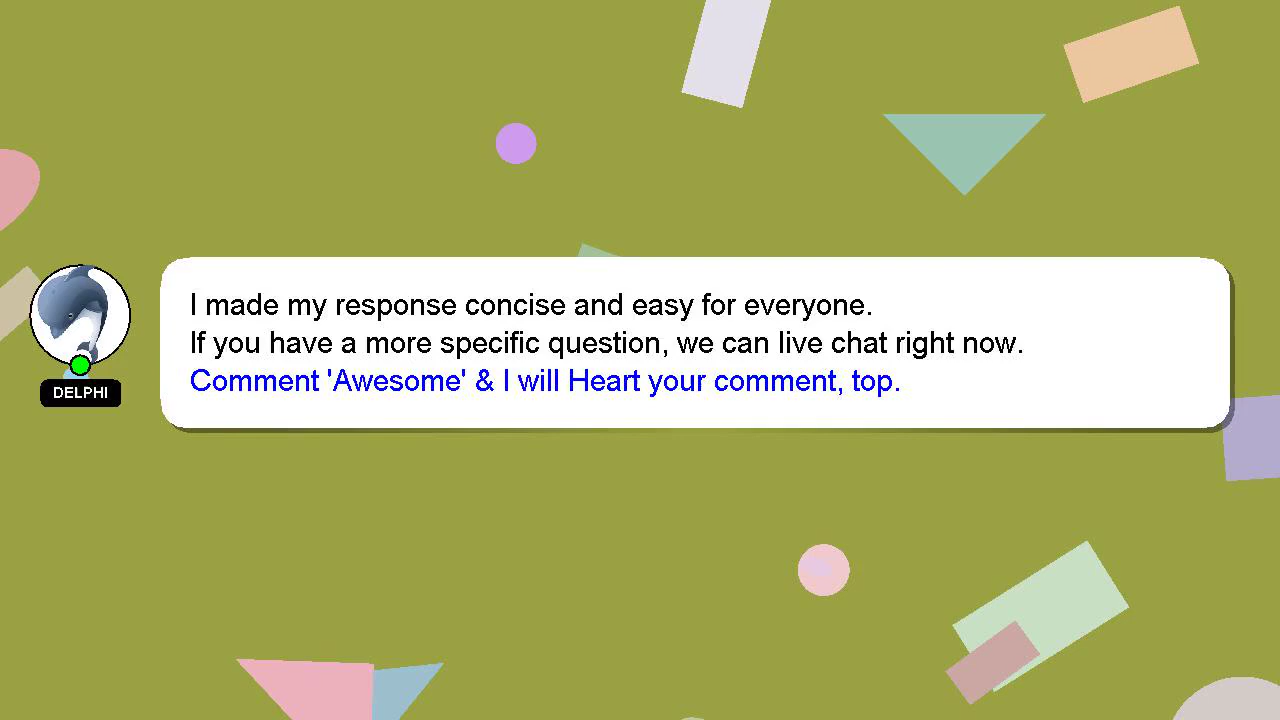 I made my response concise and easy for everyone.
If you have a more specific question, we can live chat right now.
Comment 'Awesome' & I will Heart your comment, top.
DELPHI